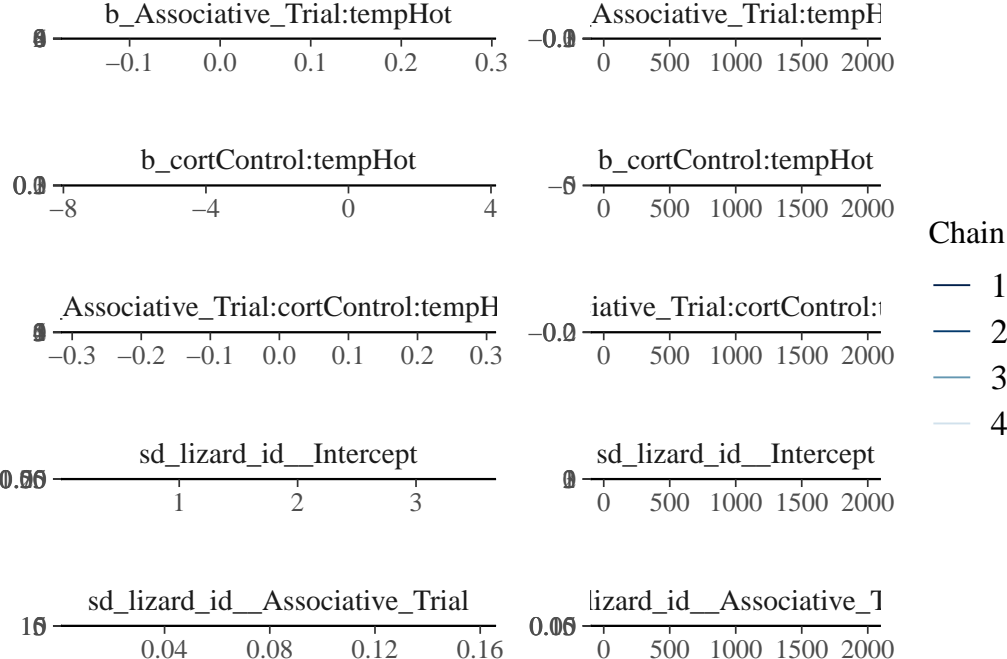 b_Associative_Trial:tempHot
Associative_Trial:tempH
−0.1 0.0 0.1 0.2 0.3
0 500 1000 1500 2000
b_cortControl:tempHot
b_cortControl:tempHot
−8 −4 0 4
0 500 1000 1500 2000
Associative_Trial:cortControl:tempH
iative_Trial:cortControl:t
−0.3 −0.2 −0.1 0.0 0.1 0.2 0.3
0 500 1000 1500 2000
sd_lizard_id__Intercept
sd_lizard_id__Intercept
1 2 3
0 500 1000 1500 2000
sd_lizard_id__Associative_Trial
lizard_id__Associative_T
0.04 0.08 0.12 0.16
0 500 1000 1500 2000
Chain
1
2
3
4